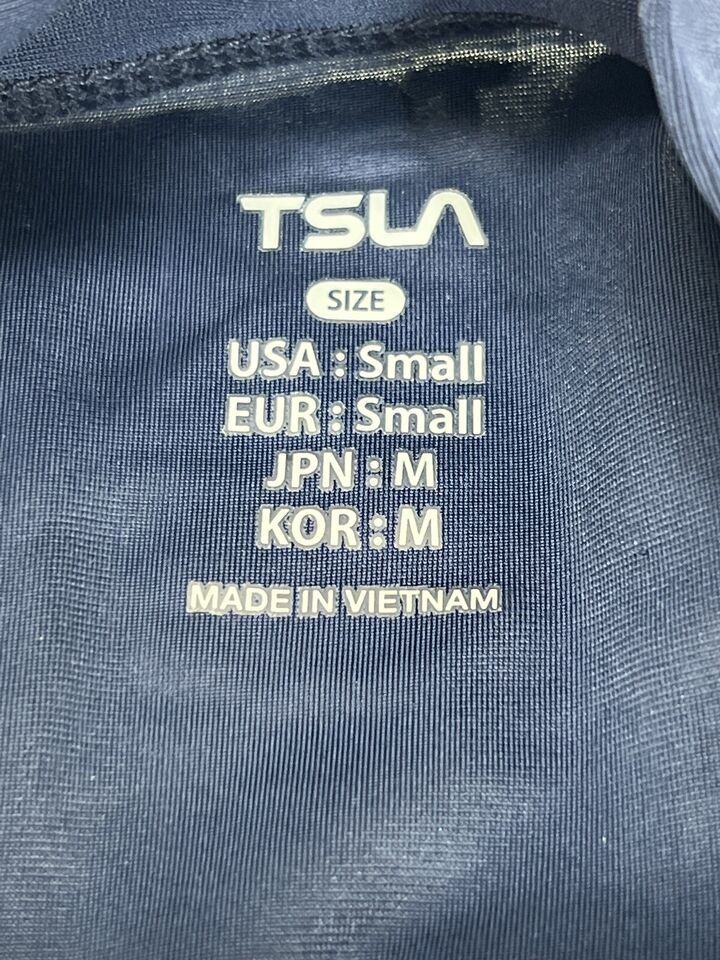 TSLA
SIZE
USA : Small
EUR : Small
JPN : M
KOR : M
MADE IN VIETNAM